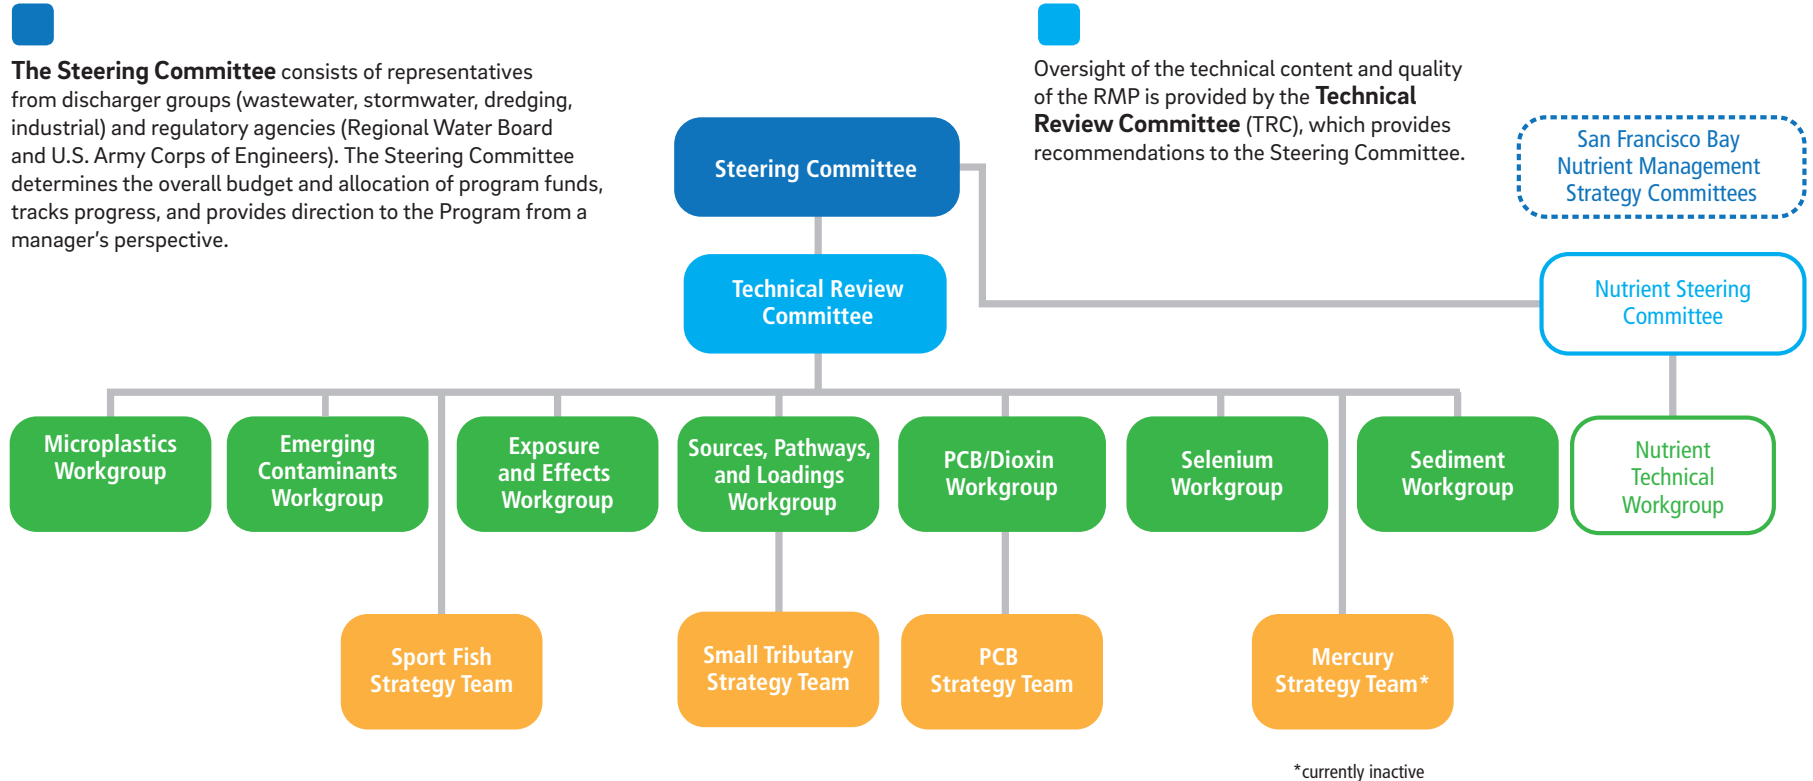 The Steering Committee consists of representatives
from discharger groups (wastewater, stormwater, dredging,
industrial) and regulatory agencies (Regional Water Board
and U.S. Army Corps of Engineers). The Steering Committee
determines the overall budget and allocation of program funds,
tracks progress, and provides direction to the Program from a
manager’s perspective.
Oversight of the technical content and quality
of the RMP is provided by the Technical
Review Committee (TRC), which provides
recommendations to the Steering Committee.
Steering Committee
San Francisco Bay
Nutrient Management
Strategy Committees
Technical Review
Committee
Nutrient Steering
Committee
Microplastics
Workgroup
Emerging
Contaminants
Workgroup
Exposure
and Effects
Workgroup
Sources, Pathways,
and Loadings
Workgroup
PCB/Dioxin
Workgroup
Selenium
Workgroup
Sediment
Workgroup
Nutrient
Technical
Workgroup
Sport Fish
Strategy Team
Small Tributary
Strategy Team
PCB
Strategy Team
Mercury
Strategy Team*
*currently inactive